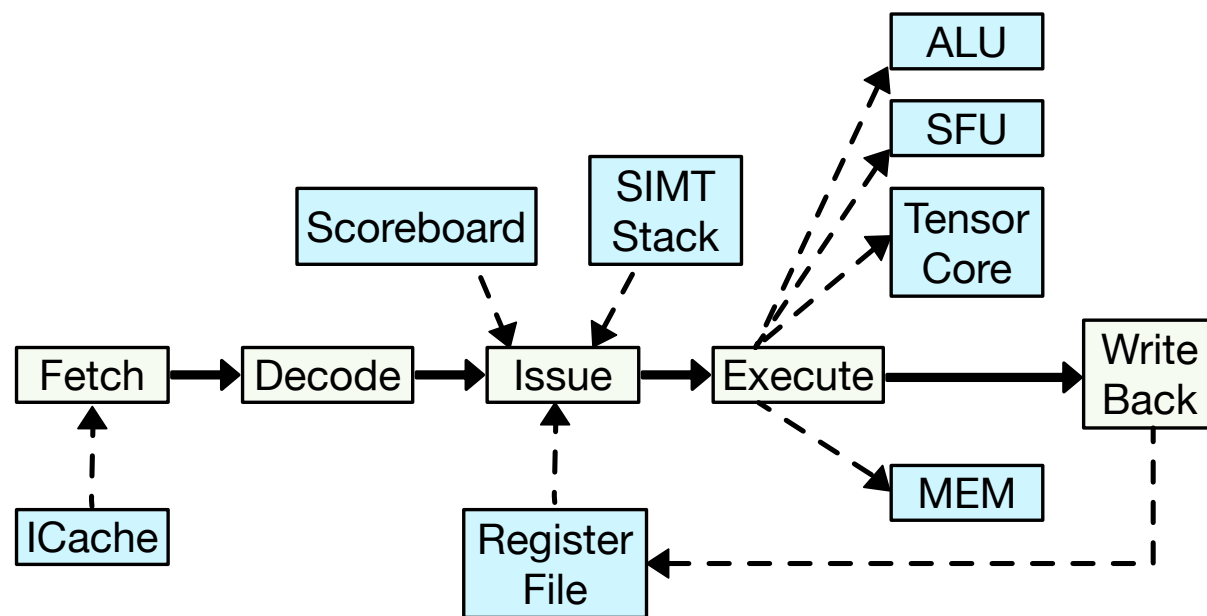 ALU
SFU
SIMT
Stack
Scoreboard
Tensor
Core
Fetch
Decode
Issue
Execute
Write
Back
ICache
Register
File
MEM